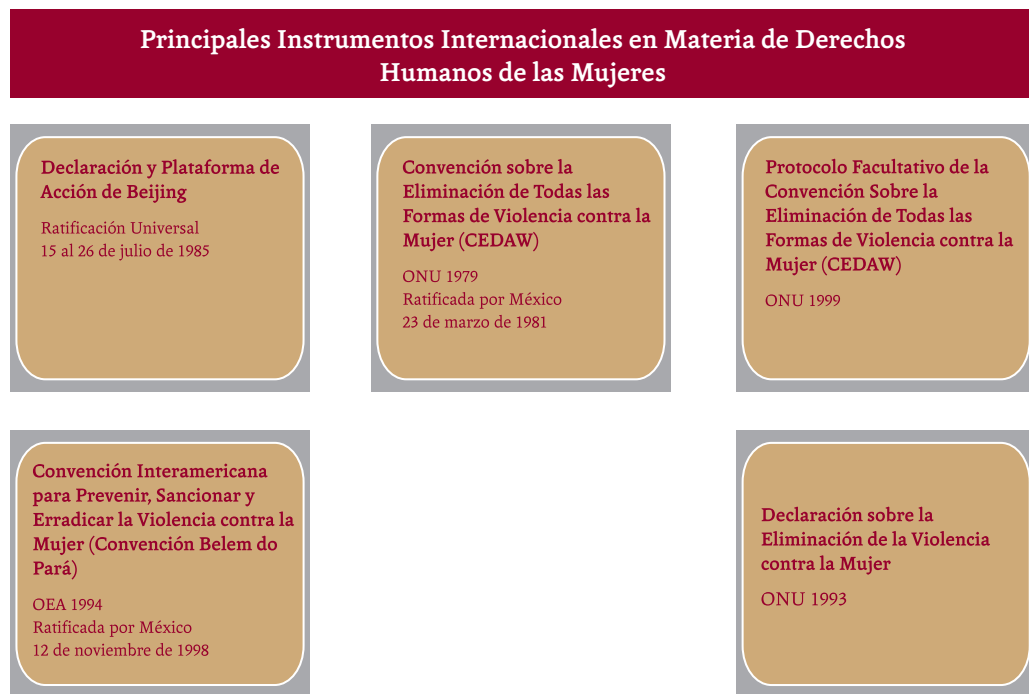 Principales Instrumentos Internacionales en Materia de Derechos
Humanos de las Mujeres
Declaración y Plataforma de
Acción de Beijing
Ratificación Universal
15 al 26 de julio de 1985
Convención sobre la
Eliminación de Todas las
Formas de Violencia contra la
Mujer (CEDAW)
ONU 1979
Ratificada por México
23 de marzo de 1981
Protocolo Facultativo de la
Convención Sobre la
Eliminación de Todas las
Formas de Violencia contra la
Mujer (CEDAW)
ONU 1999
Convención Interamericana
para Prevenir, Sancionar y
Erradicar la Violencia contra la
Mujer (Convención Belem do
Pará)
OEA 1994
Ratificada por México
12 de noviembre de 1998
Declaración sobre la
Eliminación de la Violencia
contra la Mujer
ONU 1993